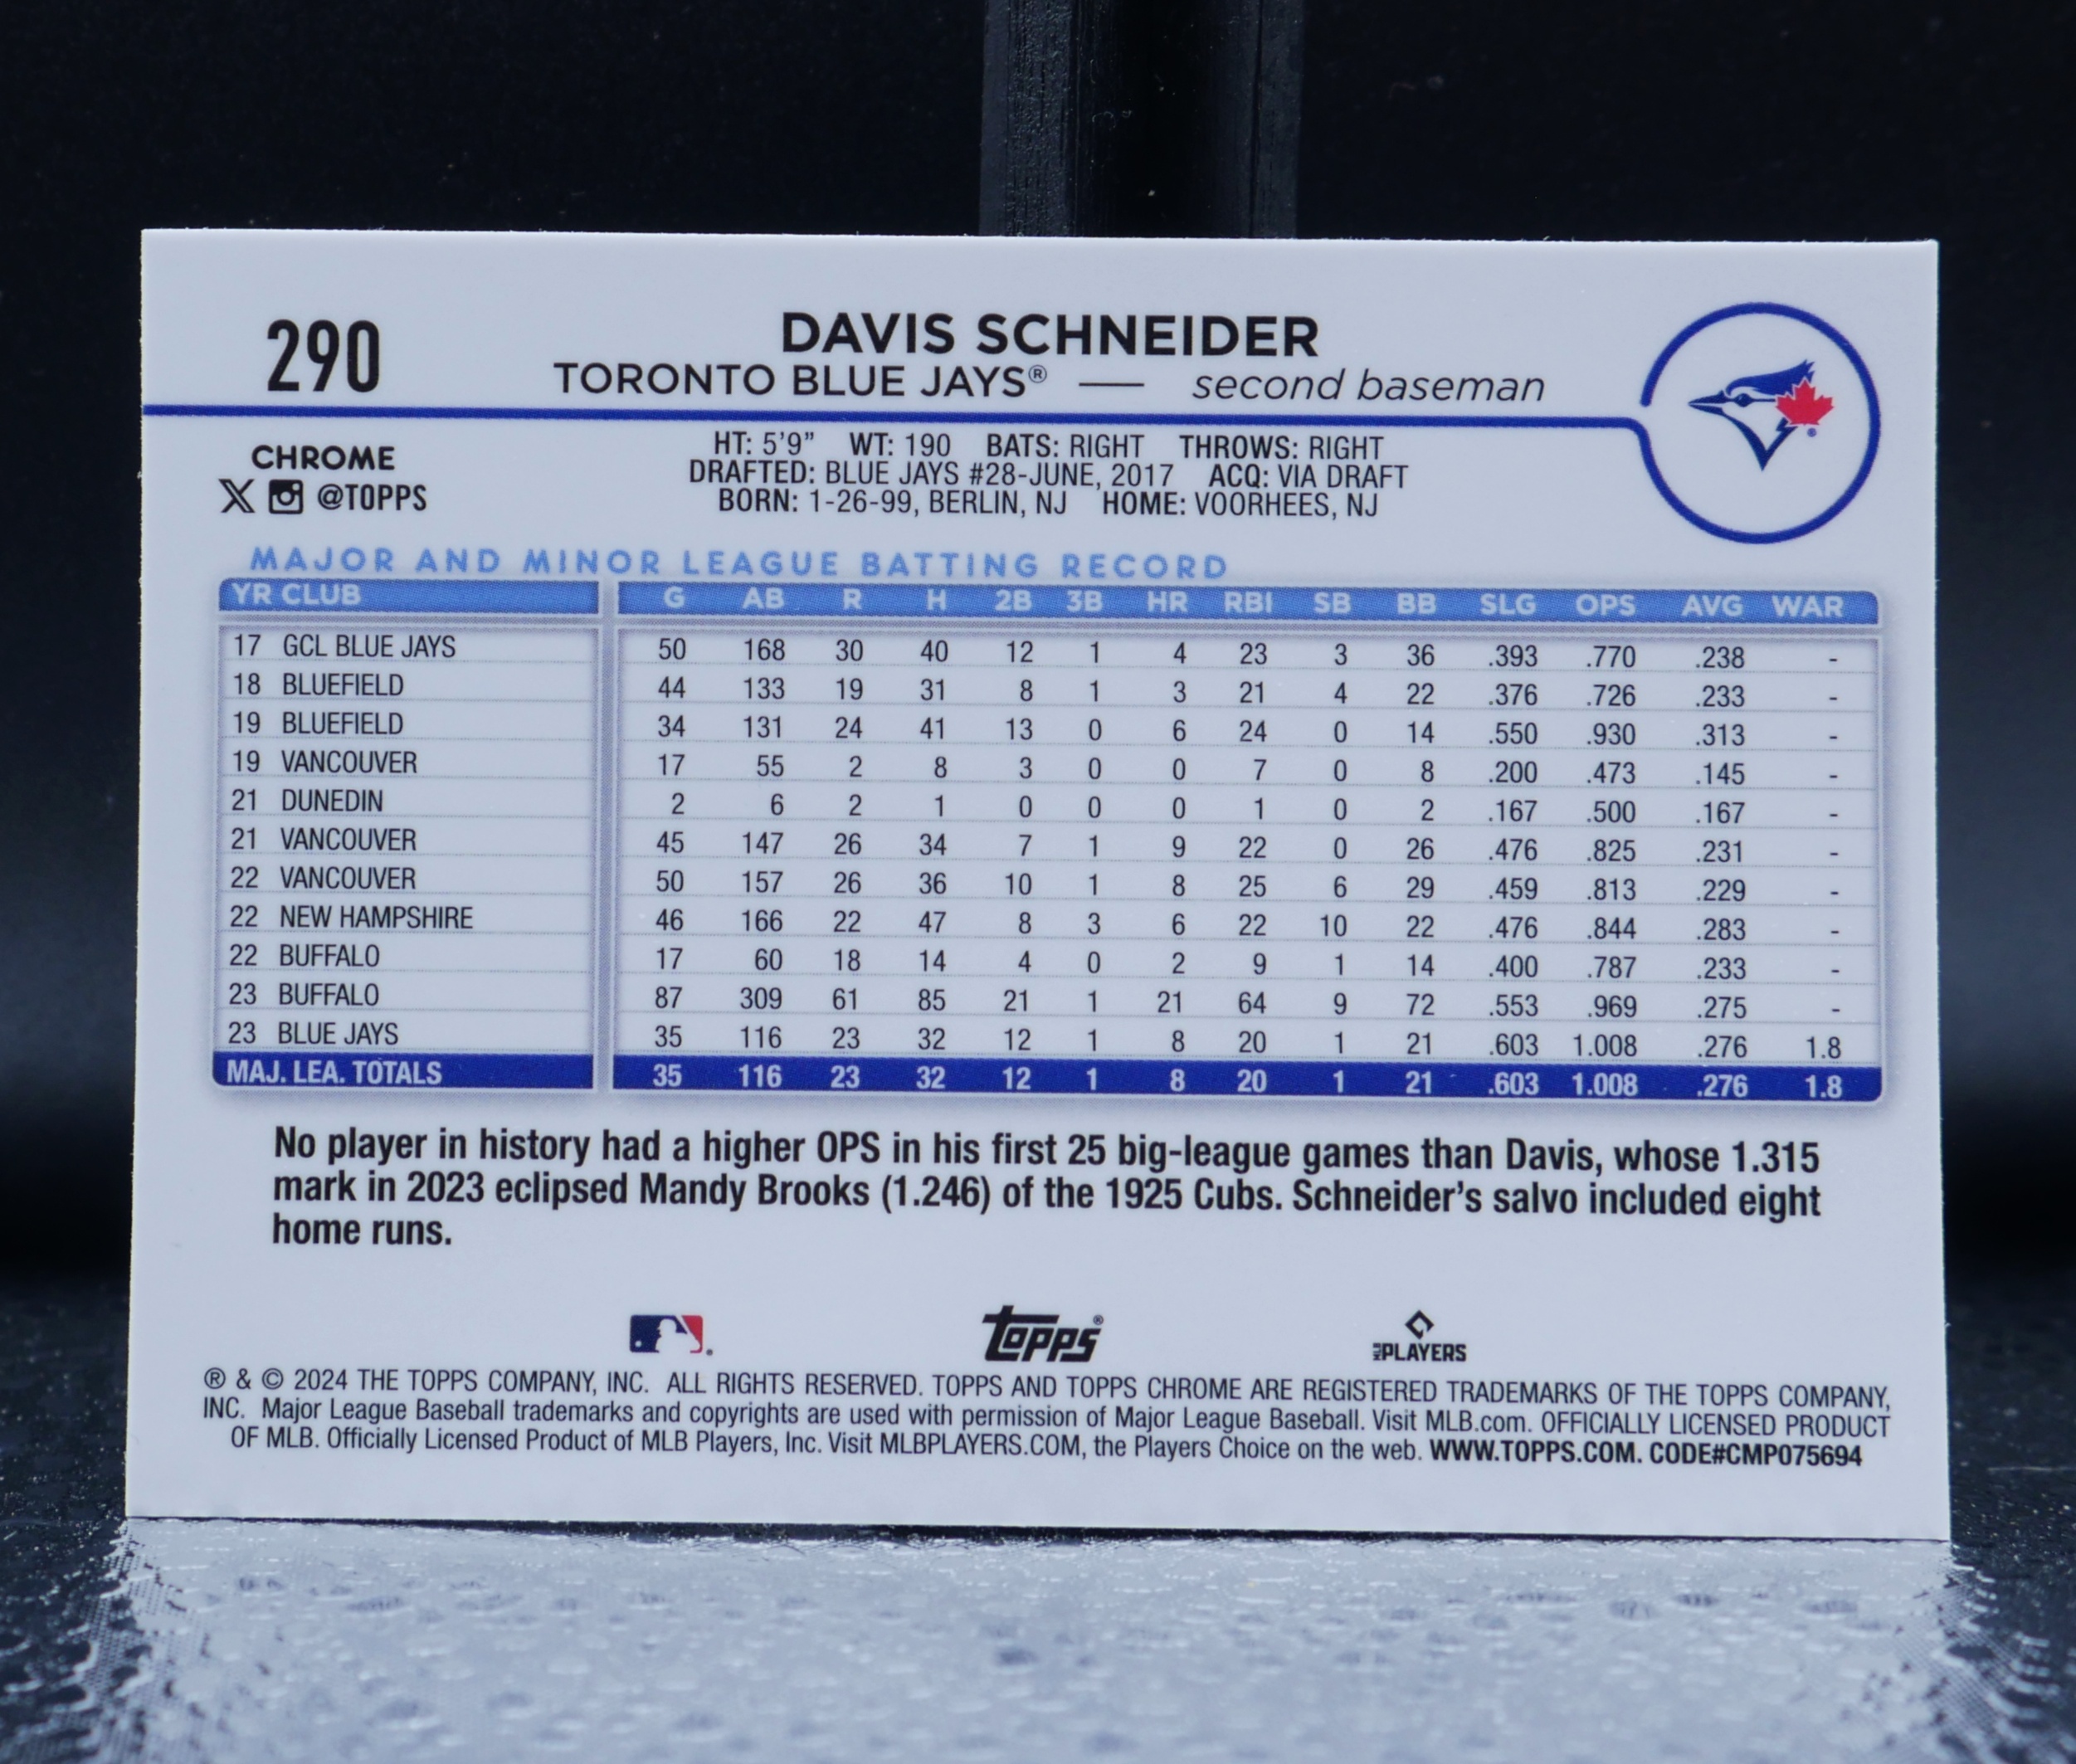 290
DAVIS SCHNEIDER
TORONTO BLUE JAYS® — second baseman
CHROME
X @TOPPS
HT: 5'9" WT: 190 BATS: RIGHT THROWS: RIGHT
DRAFTED: BLUE JAYS #28-JUNE, 2017 ACQ: VIA DRAFT
BORN: 1-26-99, BERLIN, NJ HOME: VOORHEES, NJ
MAJOR AND MINOR LEAGUE BATTING RECORD
YR CLUB G AB R H 2B 3B HR RBI SB BB SLG OPS AVG WAR
17 GCL BLUE JAYS 50 168 30 40 12 1 4 23 3 36 .393 .770 .238 -
18 BLUEFIELD 44 133 19 31 8 1 3 21 4 22 .376 .726 .233 -
19 BLUEFIELD 34 131 24 41 13 0 6 24 0 14 .550 .930 .313 -
19 VANCOUVER 17 55 2 8 3 0 0 7 0 8 .200 .473 .145 -
21 DUNEDIN 2 6 2 1 0 0 0 1 0 2 .167 .500 .167 -
21 VANCOUVER 45 147 26 34 7 1 9 22 0 26 .476 .825 .231 -
22 VANCOUVER 50 157 26 36 10 1 8 25 6 29 .459 .813 .229 -
22 NEW HAMPSHIRE 46 166 22 47 8 3 6 22 10 22 .476 .844 .283 -
22 BUFFALO 17 60 18 14 4 0 2 9 1 14 .400 .787 .233 -
23 BUFFALO 87 309 61 85 21 1 21 64 9 72 .553 .969 .275 -
23 BLUE JAYS 35 116 23 32 12 1 8 20 1 21 .603 1.008 .276 1.8
MAJ. LEA. TOTALS 35 116 23 32 12 1 8 20 1 21 .603 1.008 .276 1.8
No player in history had a higher OPS in his first 25 big-league games than Davis, whose 1.315
mark in 2023 eclipsed Mandy Brooks (1.246) of the 1925 Cubs. Schneider's salvo included eight
home runs.
topps®
MLB PLAYERS
® & © 2024 THE TOPPS COMPANY, INC. ALL RIGHTS RESERVED. TOPPS AND TOPPS CHROME ARE REGISTERED TRADEMARKS OF THE TOPPS COMPANY,
INC. Major League Baseball trademarks and copyrights are used with permission of Major League Baseball. Visit MLB.com. OFFICIALLY LICENSED PRODUCT
OF MLB. Officially Licensed Product of MLB Players, Inc. Visit MLBPLAYERS.COM, the Players Choice on the web. WWW.TOPPS.COM. CODE#CMP075694